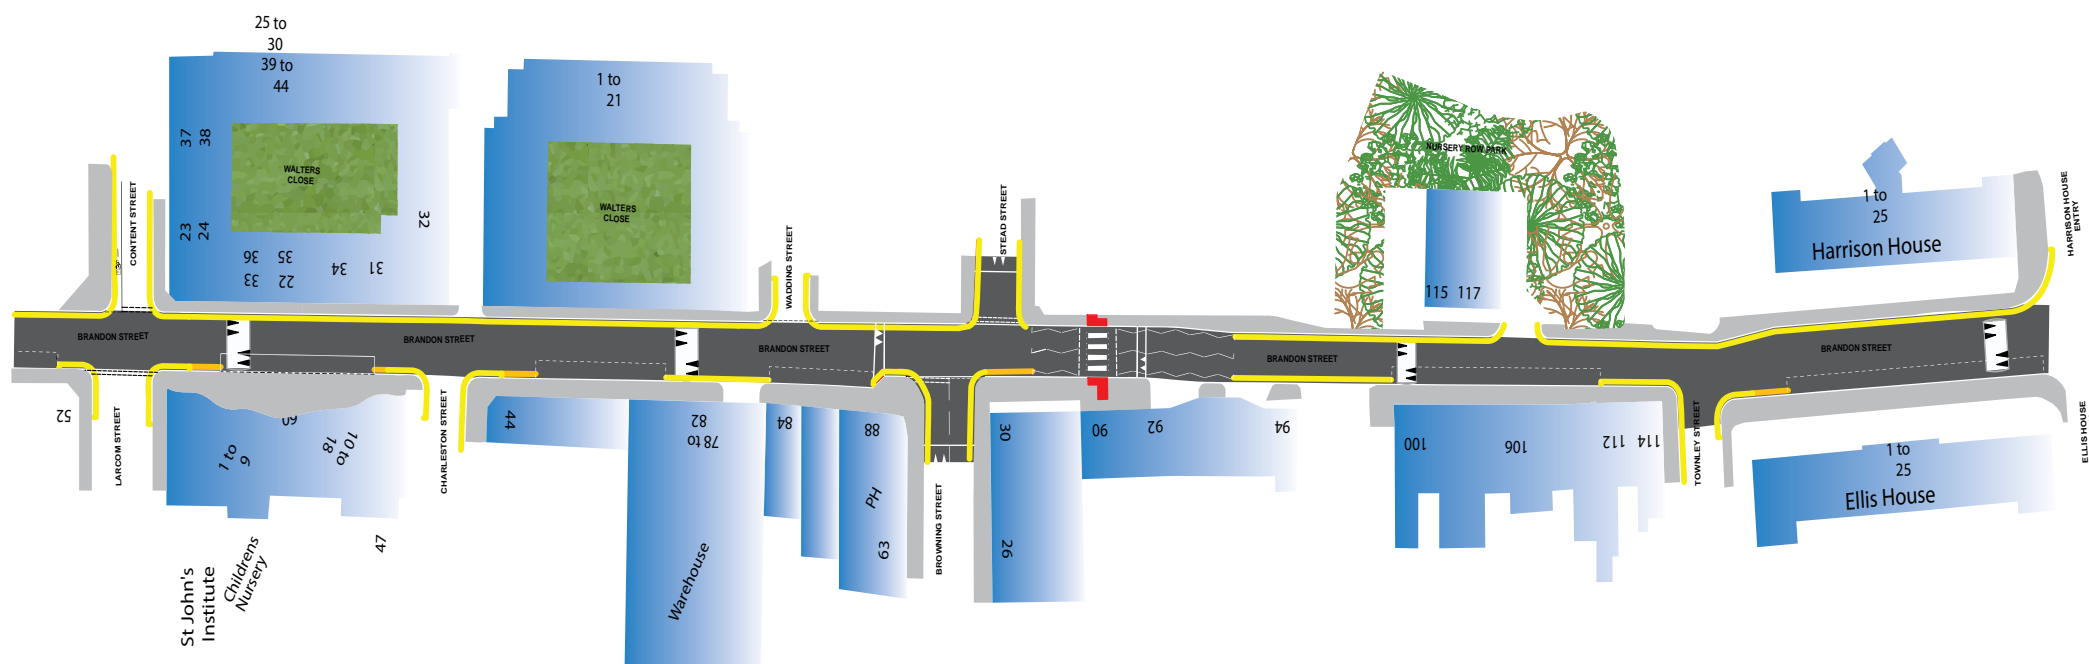 25 to
30
39 to
44
37
38
23
24
WALTERS
CLOSE
32
36
35
33
22
34
31
1 to
21
WALTERS
CLOSE
CONTENT STREET
WADDING STREET
STEAD STREET
NURSERY ROW PARK
115 117
1 to
25
Harrison House
HARRISON HOUSE
ENTRY
BRANDON STREET
BRANDON STREET
BRANDON STREET
BRANDON STREET
BRANDON STREET
52
LARCOM STREET
1 to
9
60
10 to
18
47
St John's
Institute
Childrens
Nursery
CHARLESTON STREET
44
82
78 to
Warehouse
84
88
PH
63
BROWNING STREET
30
26
90
92
94
100
106
112
114
TOWNLEY STREET
1 to
25
Ellis House
ELLIS HOUSE